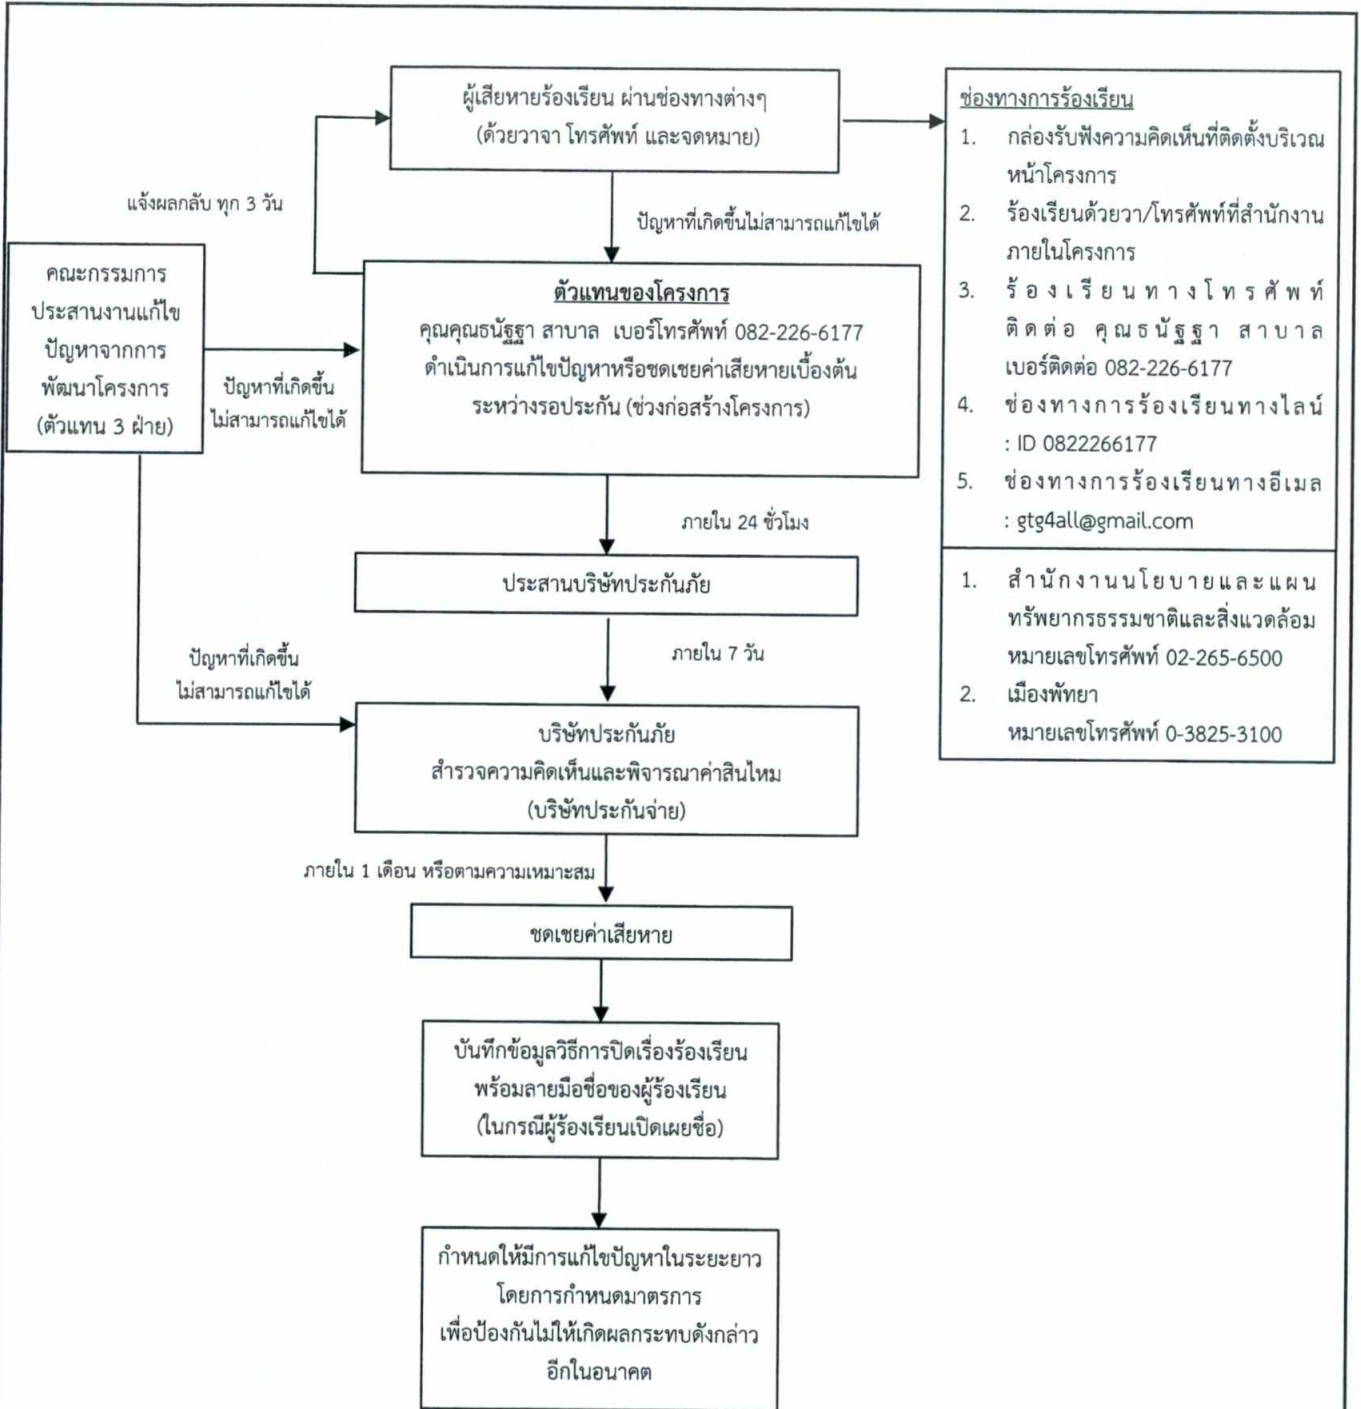 ผู้เสียหายร้องเรียน ผ่านช่องทางต่างๆ
(ด้วยวาจา โทรศัพท์ และจดหมาย)
แจ้งผลกลับ ทุก 3 วัน
ปัญหาที่เกิดขึ้นไม่สามารถแก้ไขได้
คณะกรรมการ
ประสานงานแก้ไข
ปัญหาจากการ
พัฒนาโครงการ
(ตัวแทน 3 ฝ่าย)
ปัญหาที่เกิดขึ้น
ไม่สามารถแก้ไขได้
ตัวแทนของโครงการ
คุณคุณธนัฐฐา สาบาล เบอร์โทรศัพท์ 082-226-6177
ดำเนินการแก้ไขปัญหาหรือชดเชยค่าเสียหายเบื้องต้น
ระหว่างรอประกัน (ช่วงก่อสร้างโครงการ)
ภายใน 24 ชั่วโมง
ประสานบริษัทประกันภัย
ภายใน 7 วัน
ปัญหาที่เกิดขึ้น
ไม่สามารถแก้ไขได้
บริษัทประกันภัย
สำรวจความคิดเห็นและพิจารณาค่าสินไหม
(บริษัทประกันจ่าย)
ภายใน 1 เดือน หรือตามความเหมาะสม
ชดเชยค่าเสียหาย
บันทึกข้อมูลวิธีการปิดเรื่องร้องเรียน
พร้อมลายมือชื่อของผู้ร้องเรียน
(ในกรณีผู้ร้องเรียนเปิดเผยชื่อ)
กำหนดให้มีการแก้ไขปัญหาในระยะยาว
โดยการกำหนดมาตรการ
เพื่อป้องกันไม่ให้เกิดผลกระทบดังกล่าว
อีกในอนาคต
ช่องทางการร้องเรียน
1. กล่องรับฟังความคิดเห็นที่ติดตั้งบริเวณ
หน้าโครงการ
2. ร้องเรียนด้วยวา/โทรศัพท์ที่สำนักงาน
ภายในโครงการ
3. ร้องเรียนทางโทรศัพท์
ติดต่อ คุณธนัฐฐา สาบาล
เบอร์ติดต่อ 082-226-6177
4. ช่องทางการร้องเรียนทางไลน์
: ID 0822266177
5. ช่องทางการร้องเรียนทางอีเมล
: gtg4all@gmail.com
1. สำนักงานนโยบายและแผน
ทรัพยากรธรรมชาติและสิ่งแวดล้อม
หมายเลขโทรศัพท์ 02-265-6500
2. เมืองพัทยา
หมายเลขโทรศัพท์ 0-3825-3100